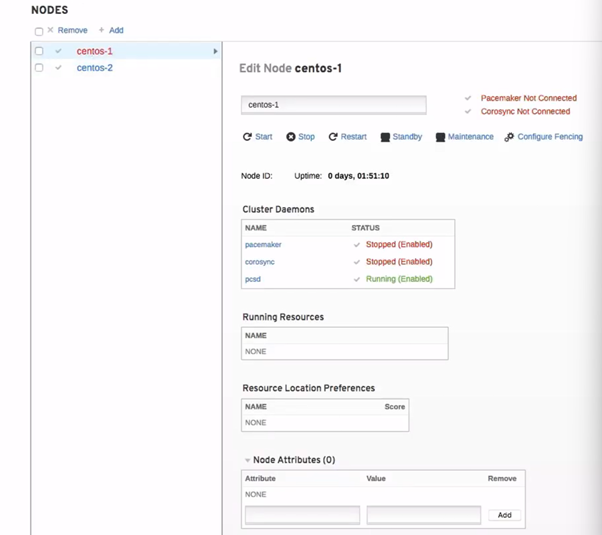 NODES
Remove + Add
centos-1
centos-2
Edit Node centos-1
centos-1
Pacemaker Not Connected
Corosync Not Connected
Start Stop Restart Standby Maintenance Configure Fencing
Node ID: Uptime: 0 days, 01:51:10
Cluster Daemons
NAME STATUS
pacemaker Stopped (Enabled)
corosync Stopped (Enabled)
pcsd Running (Enabled)
Running Resources
NAME
NONE
Resource Location Preferences
NAME Score
NONE
Node Attributes (0)
Attribute Value Remove
NONE
Add